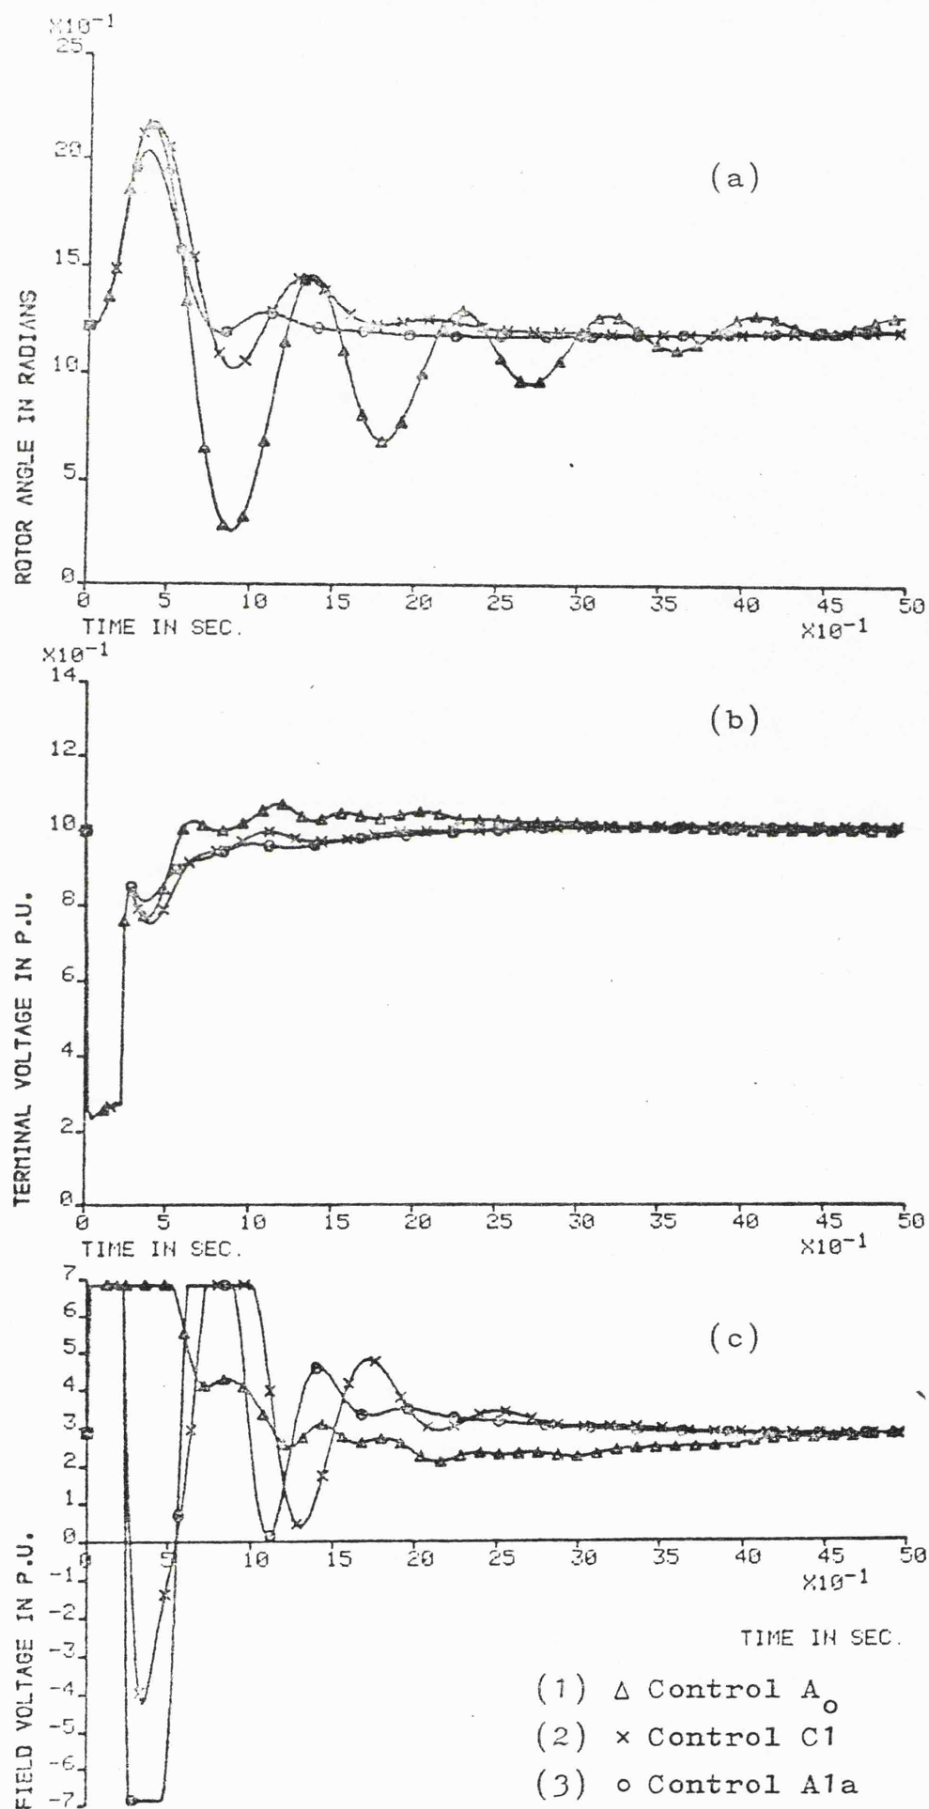 X10-1
25
20
15
10
5
0
ROTOR ANGLE IN RADIANS
(a)
0 5 10 15 20 25 30 35 40 45 50
TIME IN SEC.
X10-1
X10-1
14
12
10
8
6
4
2
0
TERMINAL VOLTAGE IN P.U.
(b)
0 5 10 15 20 25 30 35 40 45 50
TIME IN SEC.
X10-1
7
6
5
4
3
2
1
0
-1
-2
-3
-4
-5
-6
-7
FIELD VOLTAGE IN P.U.
(c)
0 5 10 15 20 25 30 35 40 45 50
X10-1
TIME IN SEC.
(1) △ Control Ao
(2) × Control C1
(3) o Control A1a